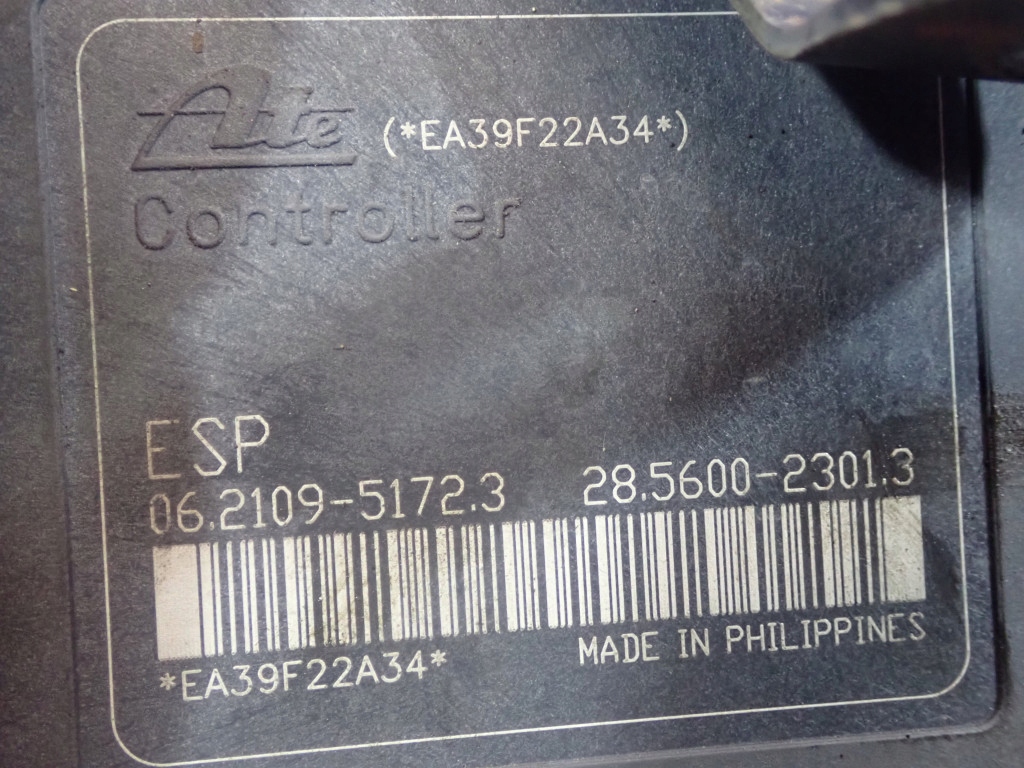 Ate (*EA39F22A34*)
Controller
ESP
06.2109-5172.3 28.5600-2301.3
*EA39F22A34* MADE IN PHILIPPINES